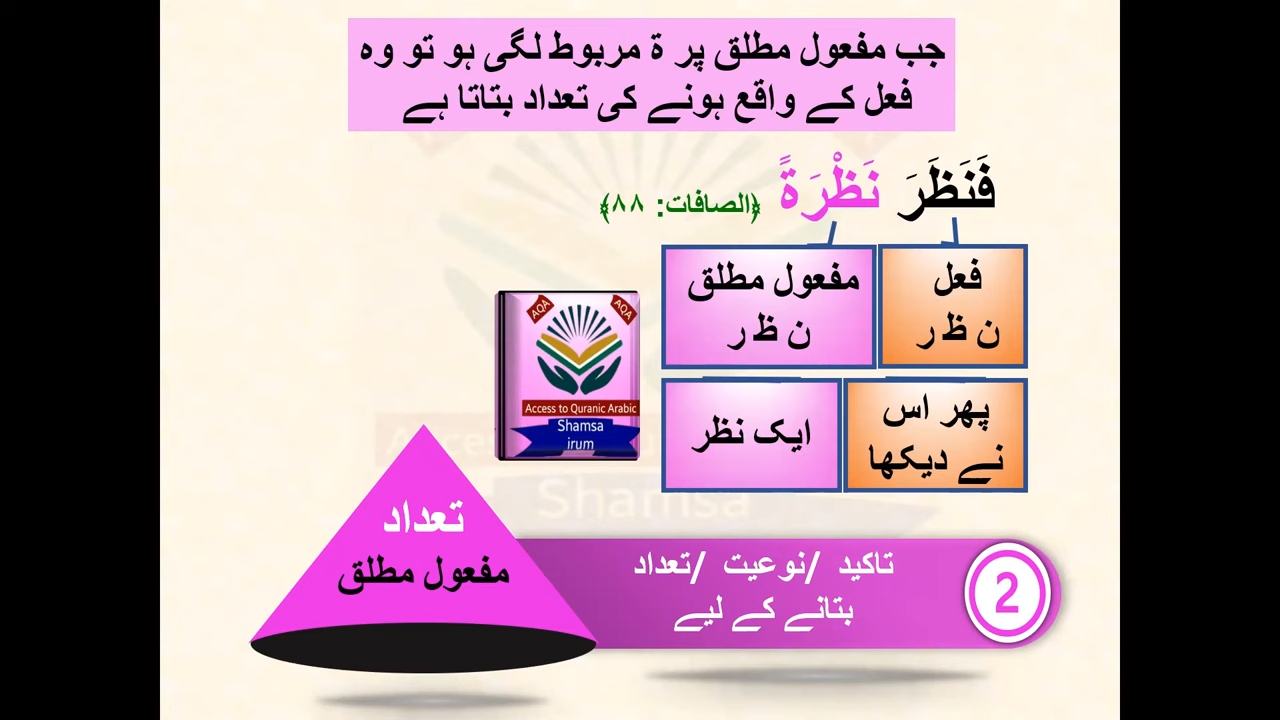 جب مفعول مطلق پر ة مربوط لگی ہو تو وہ
فعل کے واقع ہونے کی تعداد بتاتا ہے
فَنَظَرَ نَظْرَةً ﴿الصافات: ٨٨﴾
فعل
ن ظ ر
مفعول مطلق
ن ظ ر
پھر اس
نے دیکھا
ایک نظر
AQA
AQA
Access to Quranic Arabic
Shamsa
irum
تعداد
مفعول مطلق
تاکید /نوعیت /تعداد
بتانے کے لیے
2
Shamsa